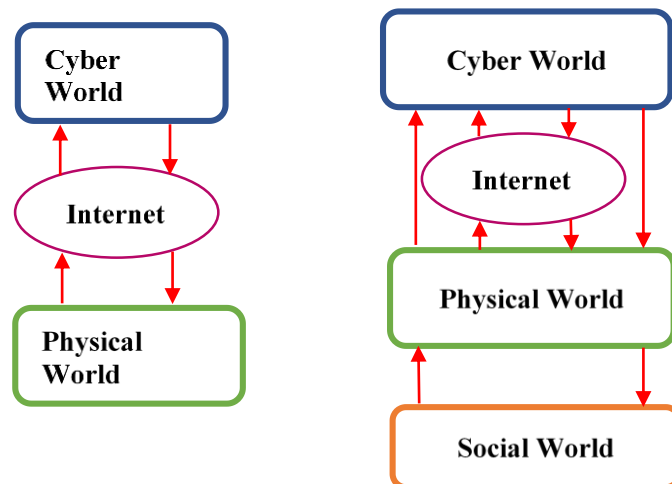 Cyber
World
Internet
Physical
World
Cyber World
Internet
Physical World
Social World